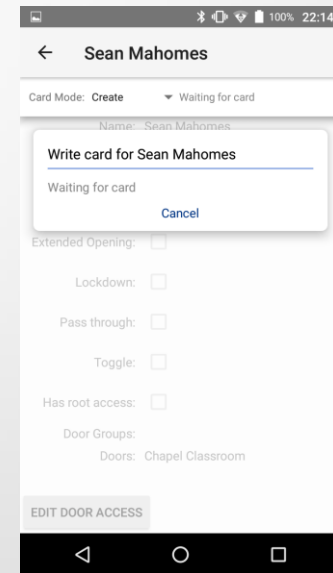 100% 22:14
Sean Mahomes
Card Mode: Create Waiting for card
Name: Sean Mahomes
Write card for Sean Mahomes
Waiting for card
Cancel
Extended Opening:
Lockdown:
Pass through:
Toggle:
Has root access:
Door Groups:
Doors: Chapel Classroom
EDIT DOOR ACCESS